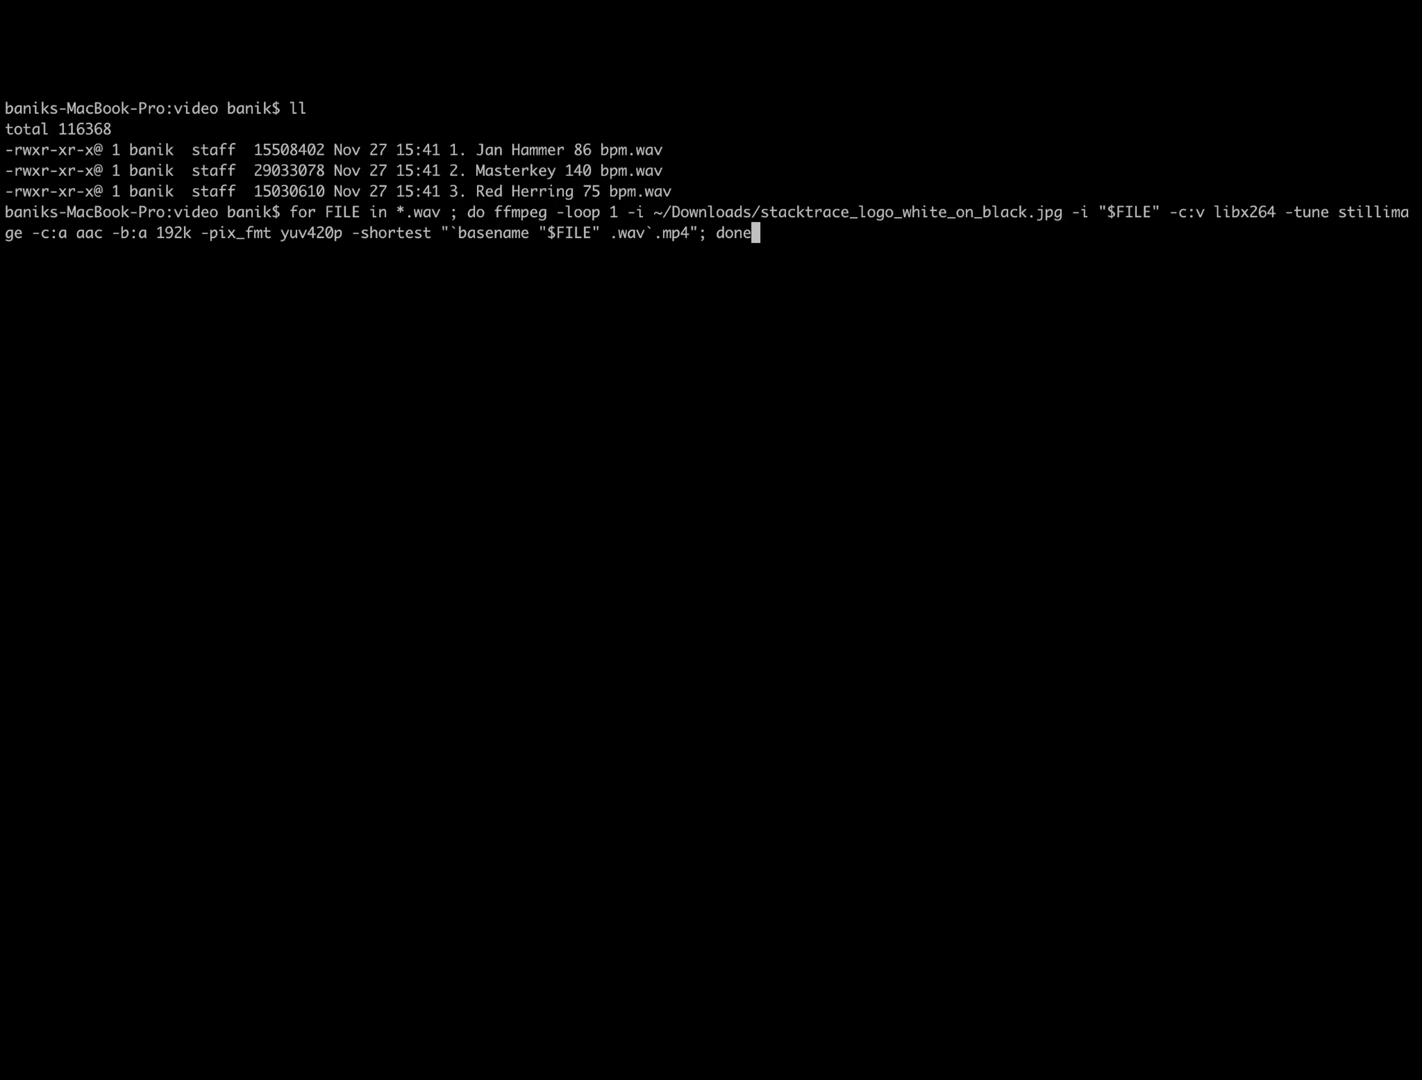 baniks-MacBook-Pro:video banik$ ll
total 116368
-rwxr-xr-x@ 1 banik  staff  15508402 Nov 27 15:41 1. Jan Hammer 86 bpm.wav
-rwxr-xr-x@ 1 banik  staff  29033078 Nov 27 15:41 2. Masterkey 140 bpm.wav
-rwxr-xr-x@ 1 banik  staff  15030610 Nov 27 15:41 3. Red Herring 75 bpm.wav
baniks-MacBook-Pro:video banik$ for FILE in *.wav ; do ffmpeg -loop 1 -i ~/Downloads/stacktrace_logo_white_on_black.jpg -i "$FILE" -c:v libx264 -tune stillima
ge -c:a aac -b:a 192k -pix_fmt yuv420p -shortest "`basename "$FILE" .wav`.mp4"; done